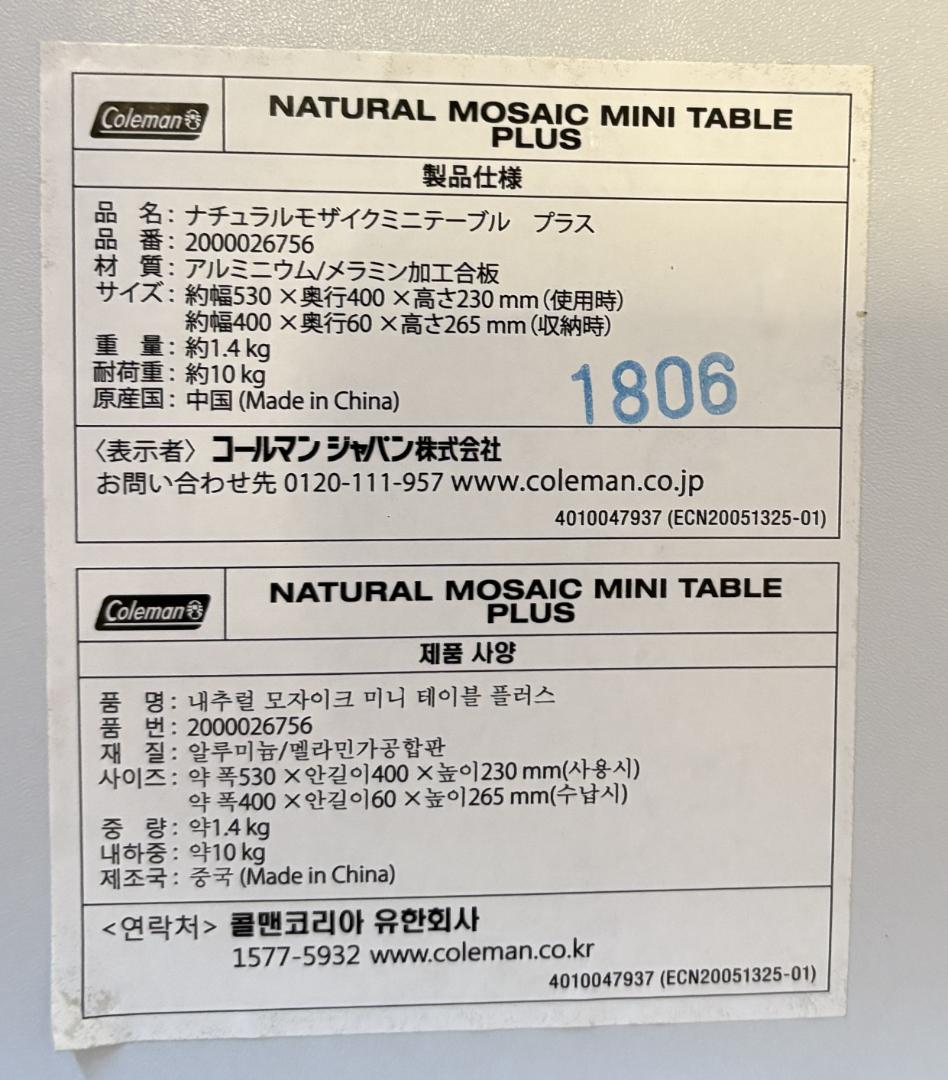 Coleman
NATURAL MOSAIC MINI TABLE
PLUS
製品仕様
品 名: ナチュラルモザイクミニテーブル プラス
品 番: 2000026756
材 質: アルミニウム/メラミン加工合板
サイズ: 約幅530 ×奥行400 ×高さ230 mm(使用時)
約幅400 ×奥行60 ×高さ265 mm(収納時)
重 量: 約1.4 kg
耐荷重: 約10 kg
原産国: 中国 (Made in China)
1806
〈表示者〉 コールマン ジャパン株式会社
お問い合わせ先 0120-111-957 www.coleman.co.jp
4010047937 (ECN20051325-01)
Coleman
NATURAL MOSAIC MINI TABLE
PLUS
제품 사양
품 명: 내추럴 모자이크 미니 테이블 플러스
품 번: 2000026756
재 질: 알루미늄/멜라민가공합판
사이즈: 약 폭530 ×안길이400 ×높이230 mm(사용시)
약 폭400 ×안길이60 ×높이265 mm(수납시)
중 량: 약1.4 kg
내하중: 약10 kg
제조국: 중국 (Made in China)
<연락처> 콜맨코리아 유한회사
1577-5932 www.coleman.co.kr
4010047937 (ECN20051325-01)